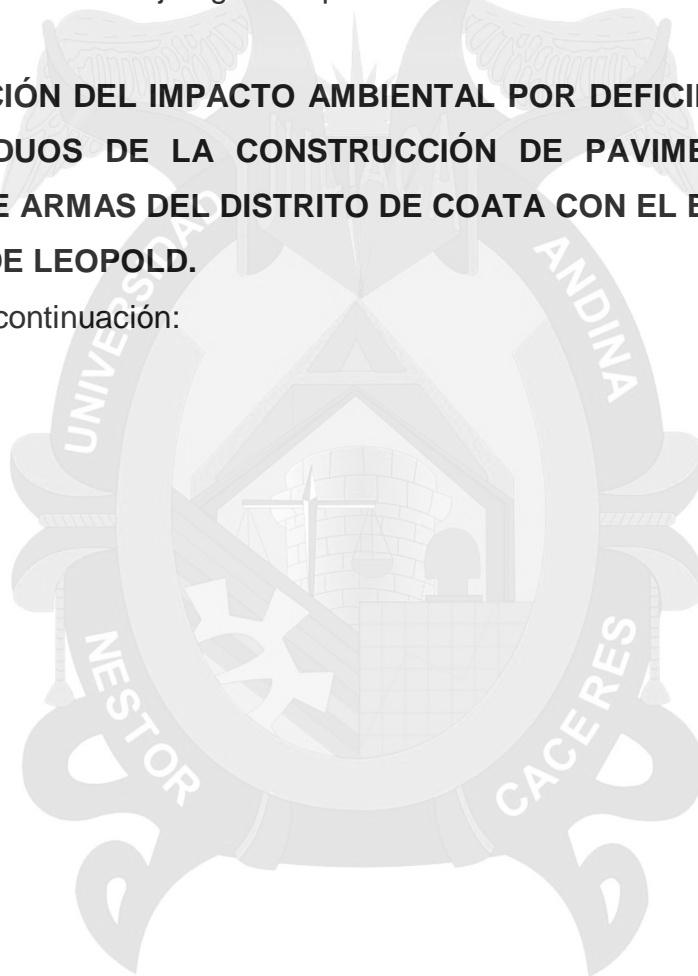 CIÓN DEL IMPACTO AMBIENTAL POR DEFICI
DUOS DE LA CONSTRUCCIÓN DE PAVIME
E ARMAS DEL DISTRITO DE COATA CON EL
DE LEOPOLD.
continuación:
UNIVERSIDAD
ANDINA
NESTOR
CACERES